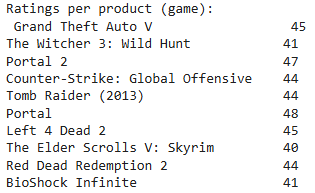 Ratings per product (game):
Grand Theft Auto V 45
The Witcher 3: Wild Hunt 41
Portal 2 47
Counter-Strike: Global Offensive 44
Tomb Raider (2013) 44
Portal 48
Left 4 Dead 2 45
The Elder Scrolls V: Skyrim 40
Red Dead Redemption 2 44
BioShock Infinite 41